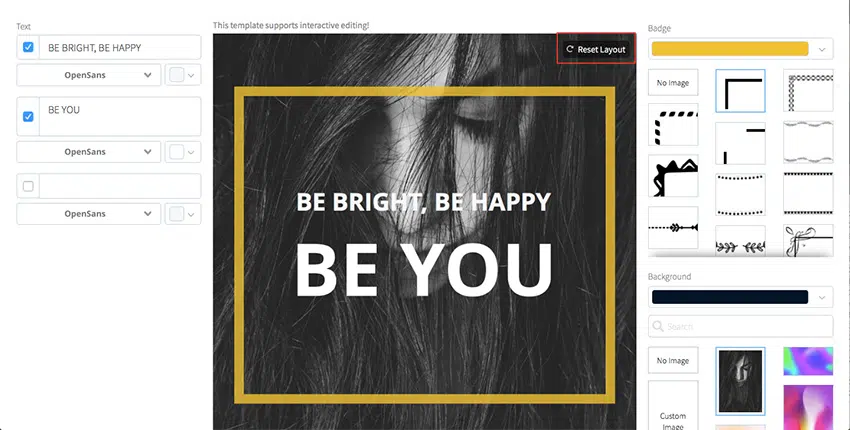 Text
BE BRIGHT, BE HAPPY
OpenSans
BE YOU
OpenSans
OpenSans
This template supports interactive editing!
Reset Layout
BE BRIGHT, BE HAPPY
BE YOU
Badge
No Image
Background
Search
No Image
Custom
Image